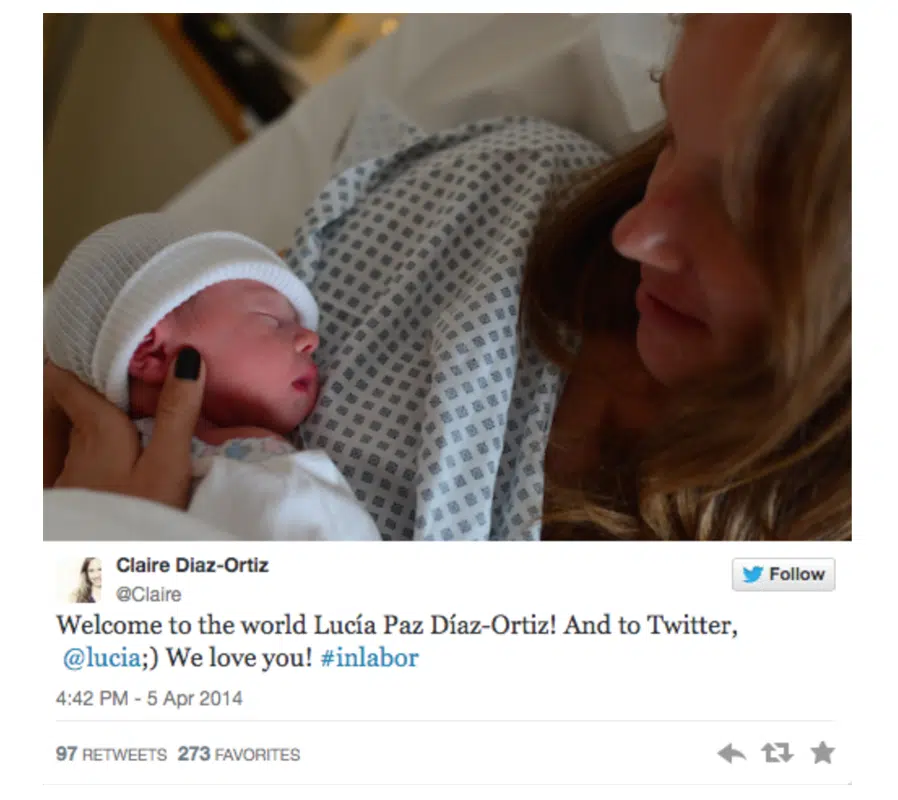 Claire Diaz-Ortiz
@Claire
Follow
Welcome to the world Lucía Paz Díaz-Ortiz! And to Twitter,
@lucia;) We love you! #inlabor
4:42 PM - 5 Apr 2014
97 RETWEETS 273 FAVORITES